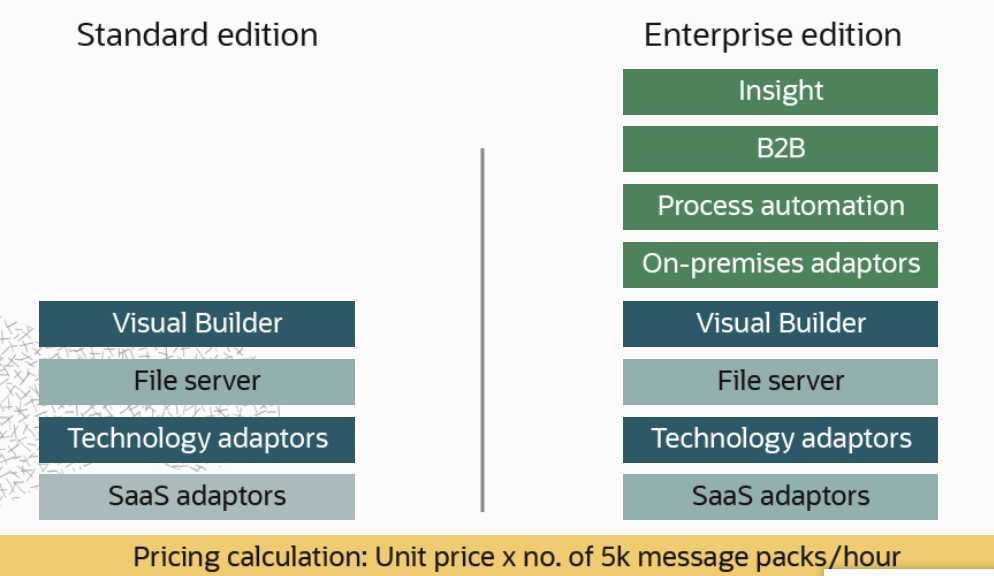 Standard edition
Visual Builder
File server
Technology adaptors
SaaS adaptors
Enterprise edition
Insight
B2B
Process automation
On-premises adaptors
Visual Builder
File server
Technology adaptors
SaaS adaptors
Pricing calculation: Unit price x no. of 5k message packs/hour